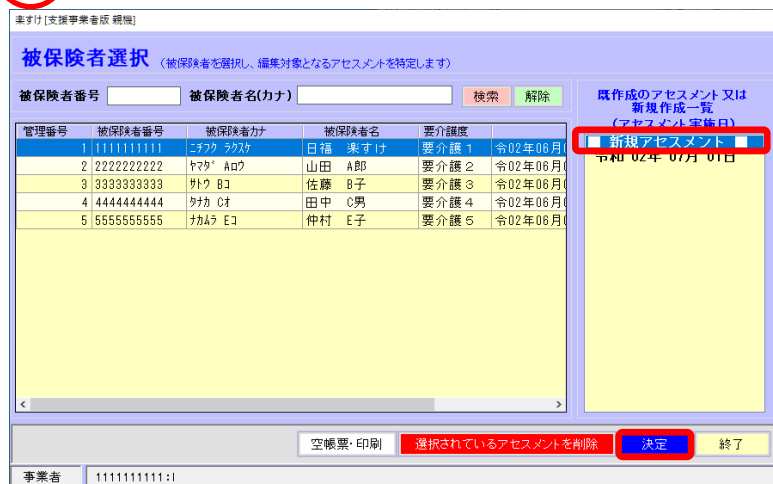 楽すけ[支援事業者版 親機]
被保険者選択 (被保険者を選択し、編集対象となるアセスメントを特定します)
被保険者番号 被保険者名(カナ) 検索 解除
既作成のアセスメント又は
新規作成一覧
(アセスメント実施日)
■ 新規アセスメント ■
令和 02年 07月 01日
管理番号 被保険者番号 被保険者カナ 被保険者名 要介護度
1 1111111111 ニチフク ラクスケ 日福 楽すけ 要介護1 令02年06月
2 2222222222 ヤマダ Aロウ 山田 A郎 要介護2 令02年06月
3 3333333333 サトウ Bコ 佐藤 B子 要介護3 令02年06月
4 4444444444 タナカ Cオ 田中 C男 要介護4 令02年06月
5 5555555555 ナカムラ Eコ 仲村 E子 要介護5 令02年06月
空帳票・印刷 選択されているアセスメントを削除 決定 終了
事業者 1111111111: